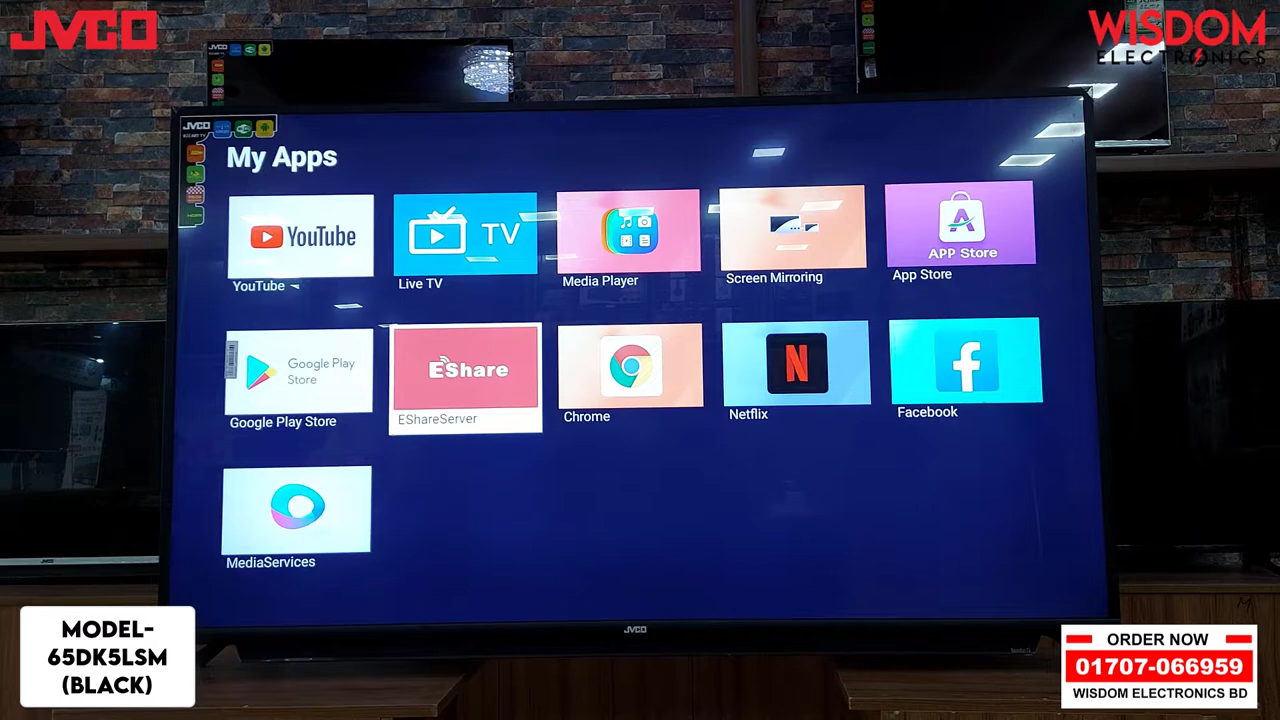 JVCO
WISDOM
ELECTRONICS
JVCO
JVCO
My Apps
YouTube
TV
APP Store
YouTube
Live TV
Media Player
Screen Mirroring
App Store
Google Play
Store
EShare
N
f
Google Play Store
EShareServer
Chrome
Netflix
Facebook
MediaServices
JVCO
MODEL-
65DK5LSM
(BLACK)
ORDER NOW
01707-066959
WISDOM ELECTRONICS BD